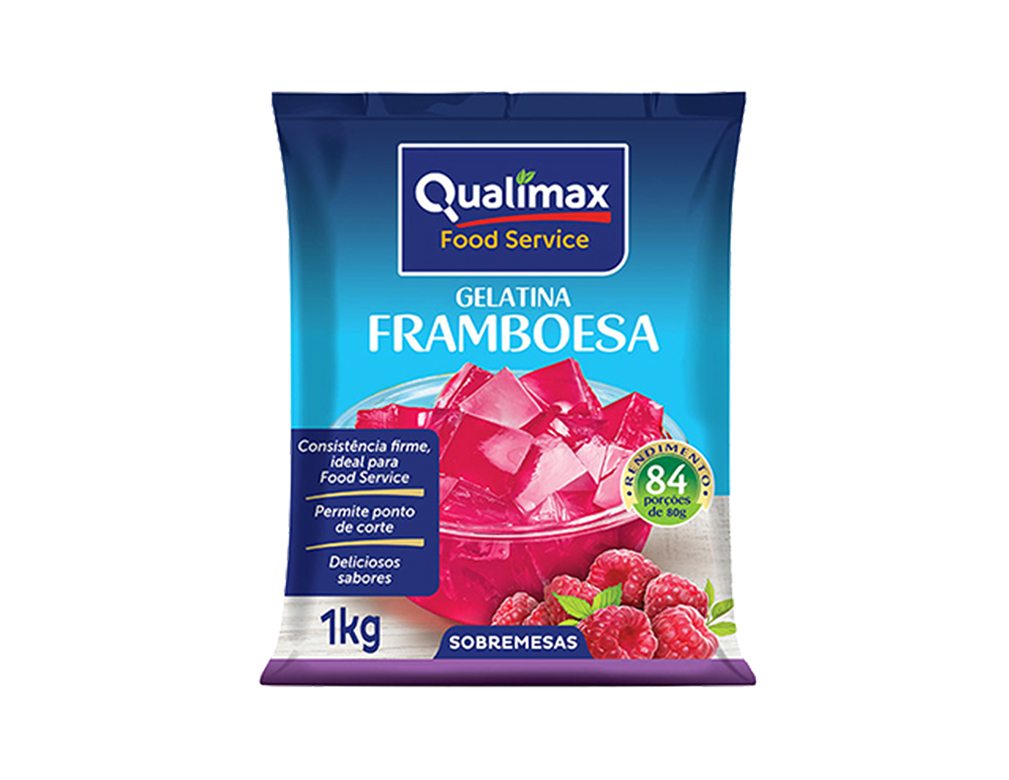 Qualimax
Food Service
GELATINA
FRAMBOESA
Consistência firme,
ideal para
Food Service
Permite ponto
de corte
Deliciosos
sabores
RENDIMENTO
84
porções
de 80g
1kg
SOBREMESAS